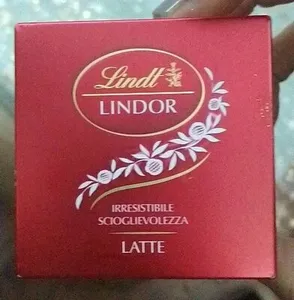 Lindt
LINDOR
IRRESISTIBILE
SCIOGLIEVOLEZZA
LATTE